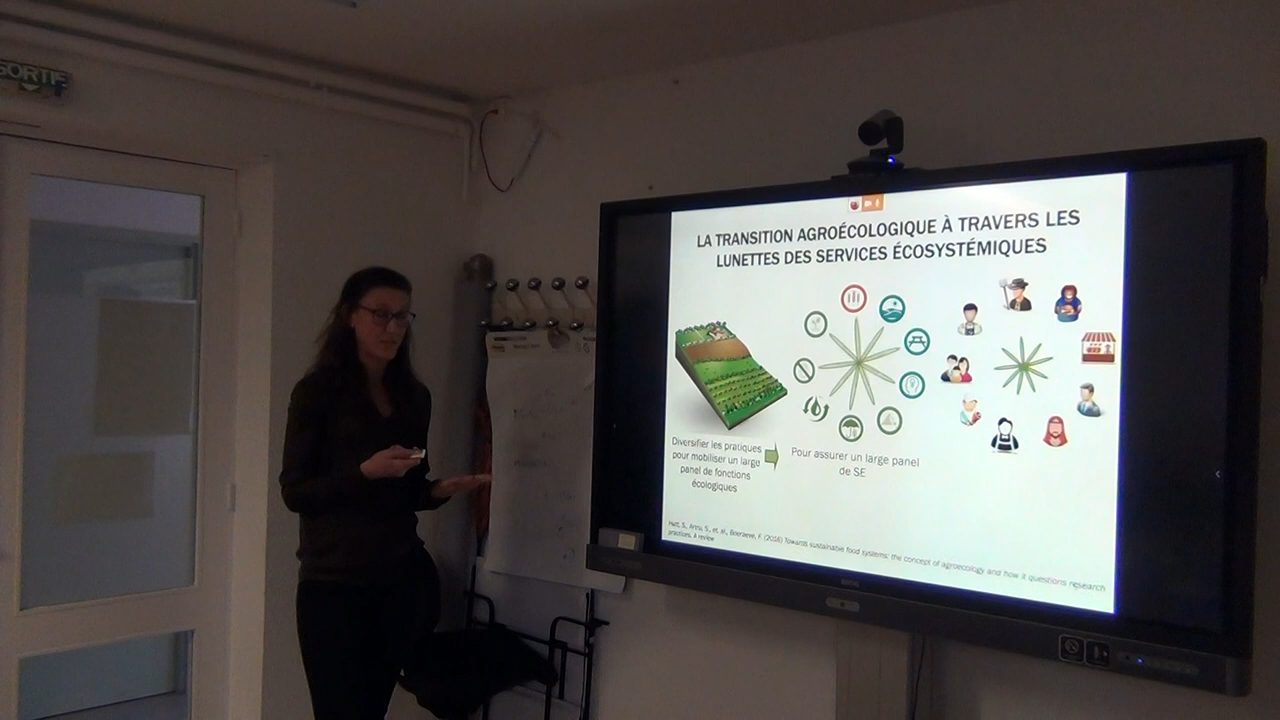 SORTIE
LA TRANSITION AGROÉCOLOGIQUE À TRAVERS LES
LUNETTES DES SERVICES ÉCOSYSTÉMIQUES
Diversifier les pratiques
pour mobiliser un large
panel de fonctions
écologiques
Pour assurer un large panel
de SE
Hatt, S., Artru, S., et. al., Boeraeve, F. (2016) Towards sustainable food systems: the concept of agroecology and how it questions research
practices. A review